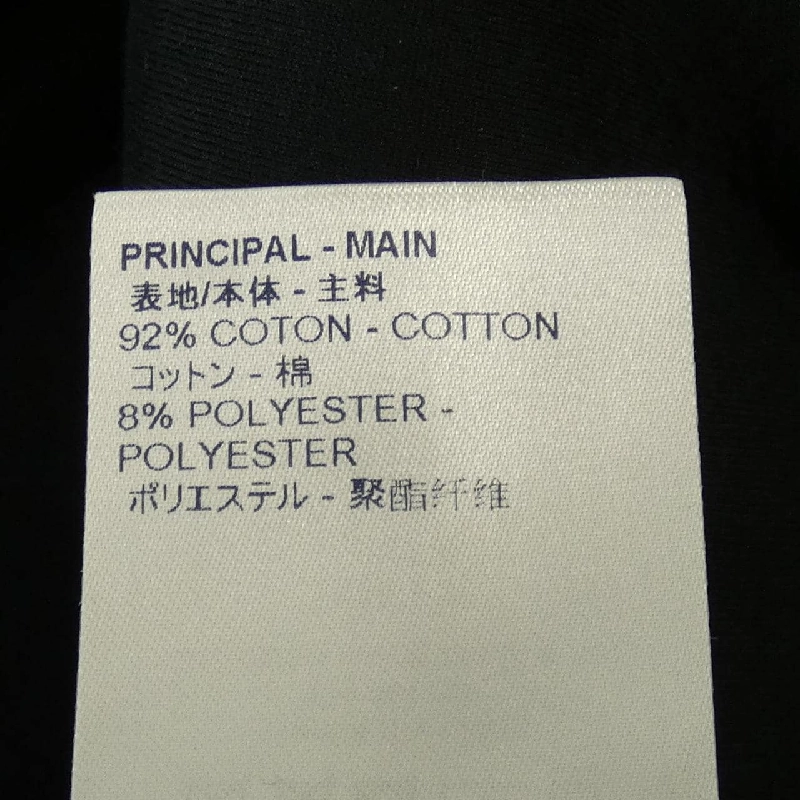 PRINCIPAL - MAIN
表地/本体 - 主料
92% COTON - COTTON
コットン - 棉
8% POLYESTER -
POLYESTER
ポリエステル - 聚酯纤维